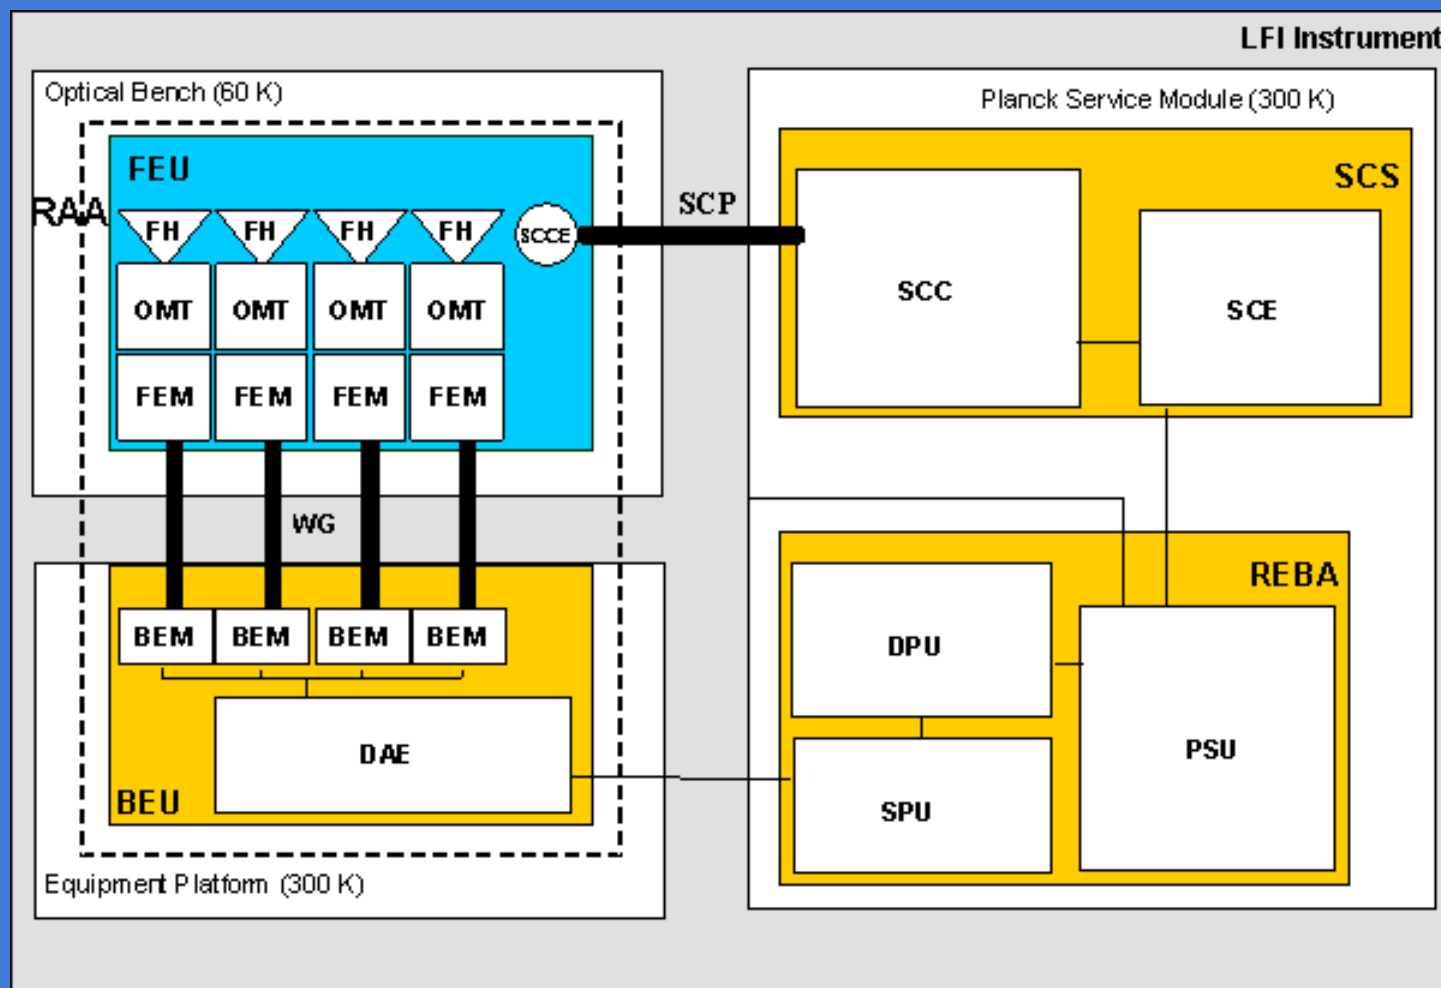 LFI Instrument
Optical Bench (60 K)
Planck Service Module (300 K)
FEU
SCS
RAA
SCP
FH FH FH FH SCCE
SCC
SCE
OMT OMT OMT OMT
FEM FEM FEM FEM
WG
REBA
BEM BEM BEM BEM
DPU
DAE
PSU
BEU
SPU
Equipment Platform (300 K)